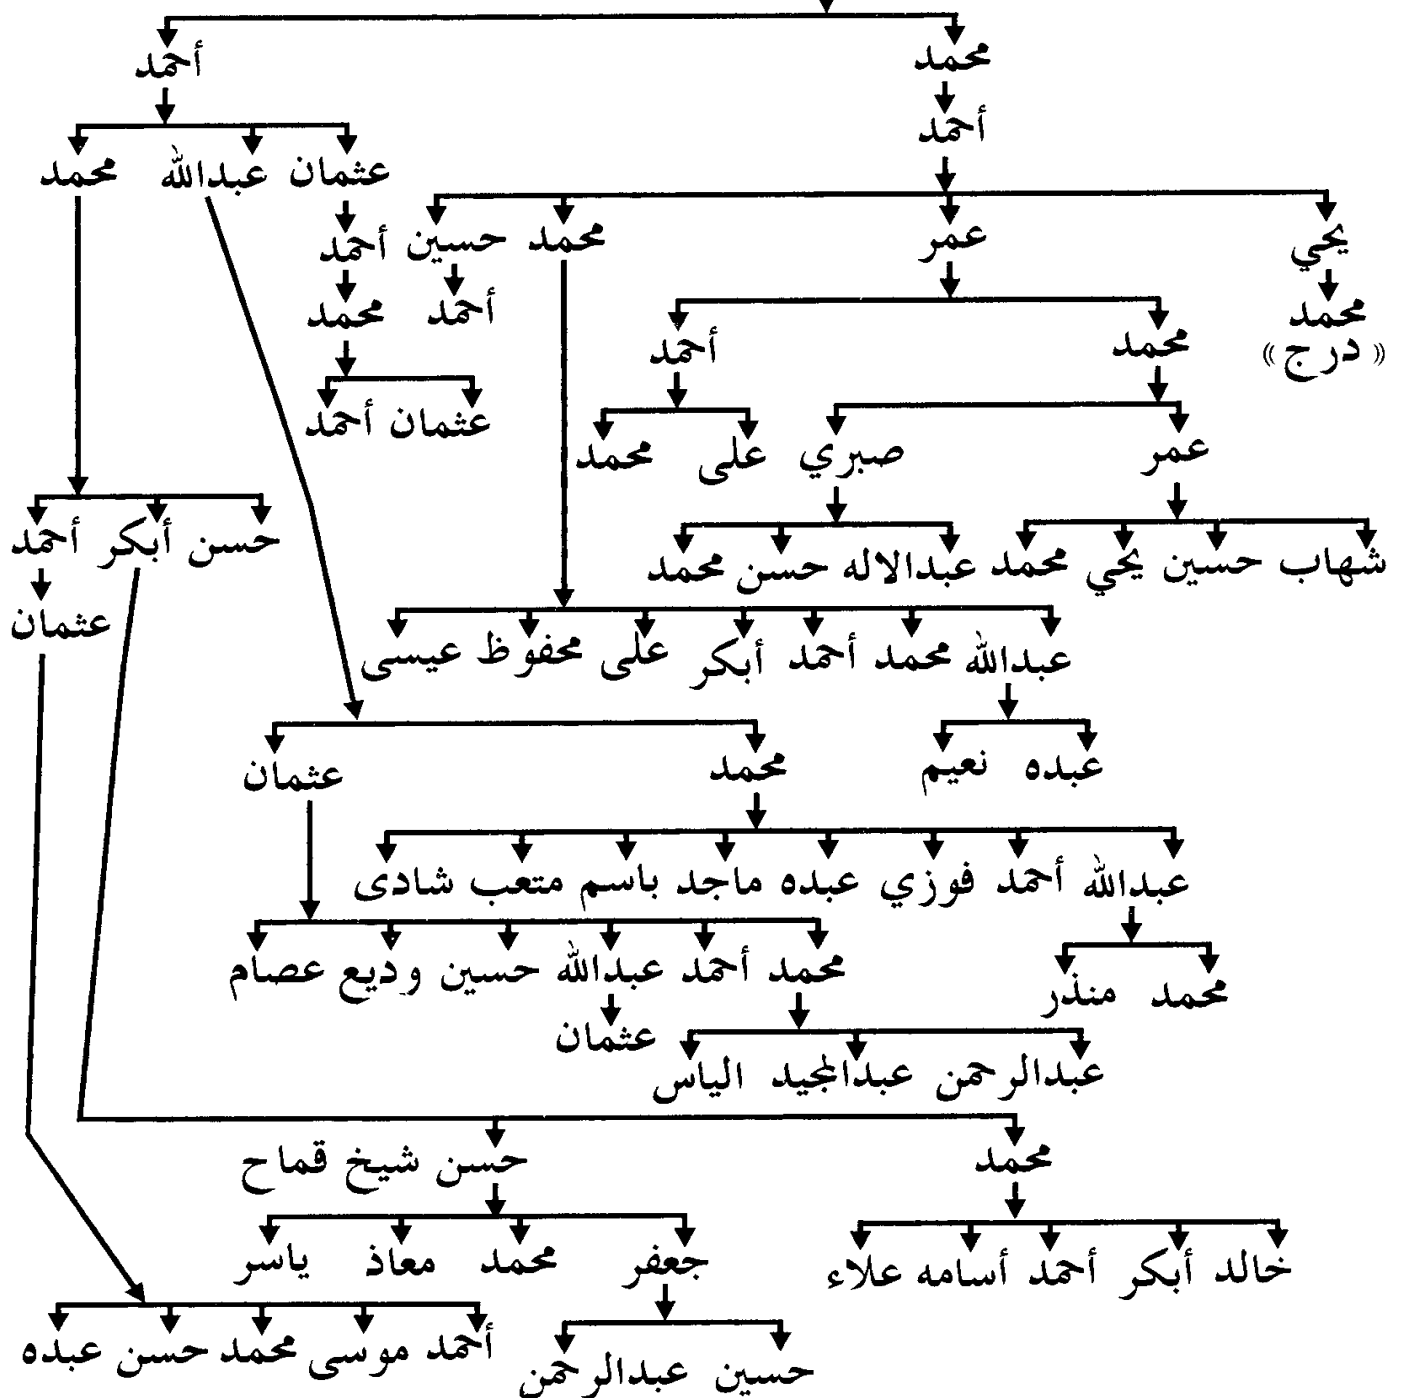 محمد أحمد
أحمد
عثمان عبدالله محمد
يحي عمر محمد حسين أحمد
محمد أحمد محمد
« درج » محمد أحمد
عثمان أحمد
عمر صبري على محمد
حسن أبكر أحمد
شهاب حسين يحي محمد عبدالاله حسن محمد
عثمان
عبدالله محمد أحمد أبكر على محفوظ عيسى
عبده نعيم محمد عثمان
عبدالله أحمد فوزي عبده ماجد باسم متعب شادى
محمد أحمد عبدالله حسين وديع عصام
محمد منذر
عثمان
عبدالرحمن عبدالمجيد الياس
محمد حسن شيخ قماح
خالد أبكر أحمد أسامه علاء جعفر محمد معاذ ياسر
أحمد موسى محمد حسن عبده
حسين عبدالرحمن